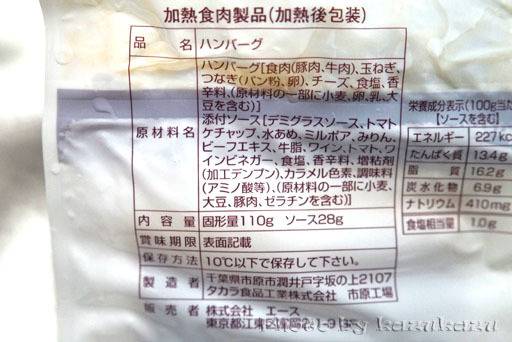 加熱食肉製品(加熱後包装)
品名 ハンバーグ
原材料名
ハンバーグ[食肉(豚肉、牛肉)、玉ねぎ、
つなぎ(パン粉、卵)、チーズ、食塩、香
辛料、(原材料の一部に小麦、卵、乳、大
豆を含む)]
添付ソース[デミグラスソース、トマト
ケチャップ、水あめ、ミルポア、みりん、
ビーフエキス、牛脂、ワイン、トマト、ワ
インビネガー、食塩、香辛料、増粘剤
(加工デンプン)、カラメル色素、調味料
(アミノ酸等)、(原材料の一部に小麦、
大豆、豚肉、ゼラチンを含む)]
内容量 固形量110g ソース28g
賞味期限 表面記載
保存方法 10℃以下で保存して下さい。
製造者 千葉県市原市潤井戸字坂の上2107
タカラ食品工業株式会社 市原工場
販売者 株式会社 エース
東京都江東区
栄養成分表示(100g当た
[ソースを含む]
エネルギー 227kc
たんぱく質 13.4g
脂質 16.2g
炭水化物 6.9g
ナトリウム 410mg
食塩相当量 1.0g
Photo by kazukazu